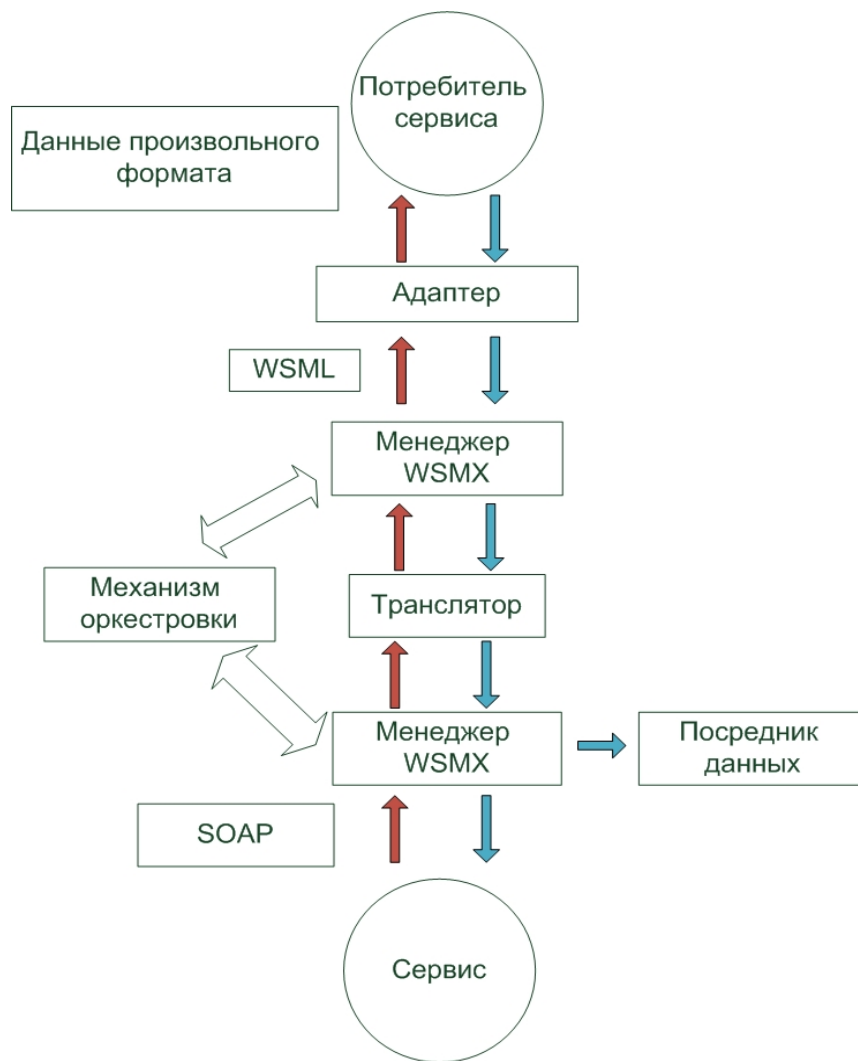 Потребитель
сервиса
Данные произвольного
формата
Адаптер
WSML
Менеджер
WSMX
Механизм
оркестровки
Транслятор
Менеджер
WSMX
Посредник
данных
SOAP
Сервис